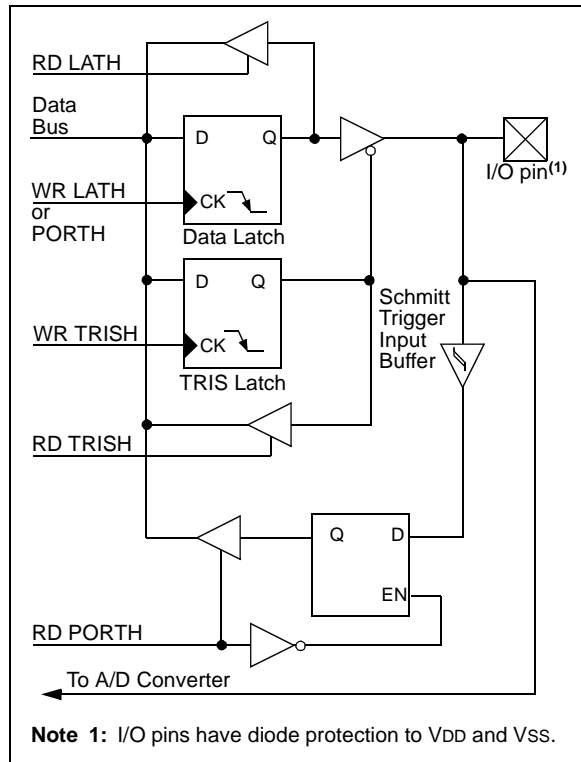 RD LATH
Data
Bus
D Q
I/O pin(1)
WR LATH
or
PORTH
CK
Data Latch
D Q
Schmitt
Trigger
Input
Buffer
WR TRISH
CK
TRIS Latch
RD TRISH
Q D
EN
RD PORTH
To A/D Converter
Note 1: I/O pins have diode protection to VDD and VSS.